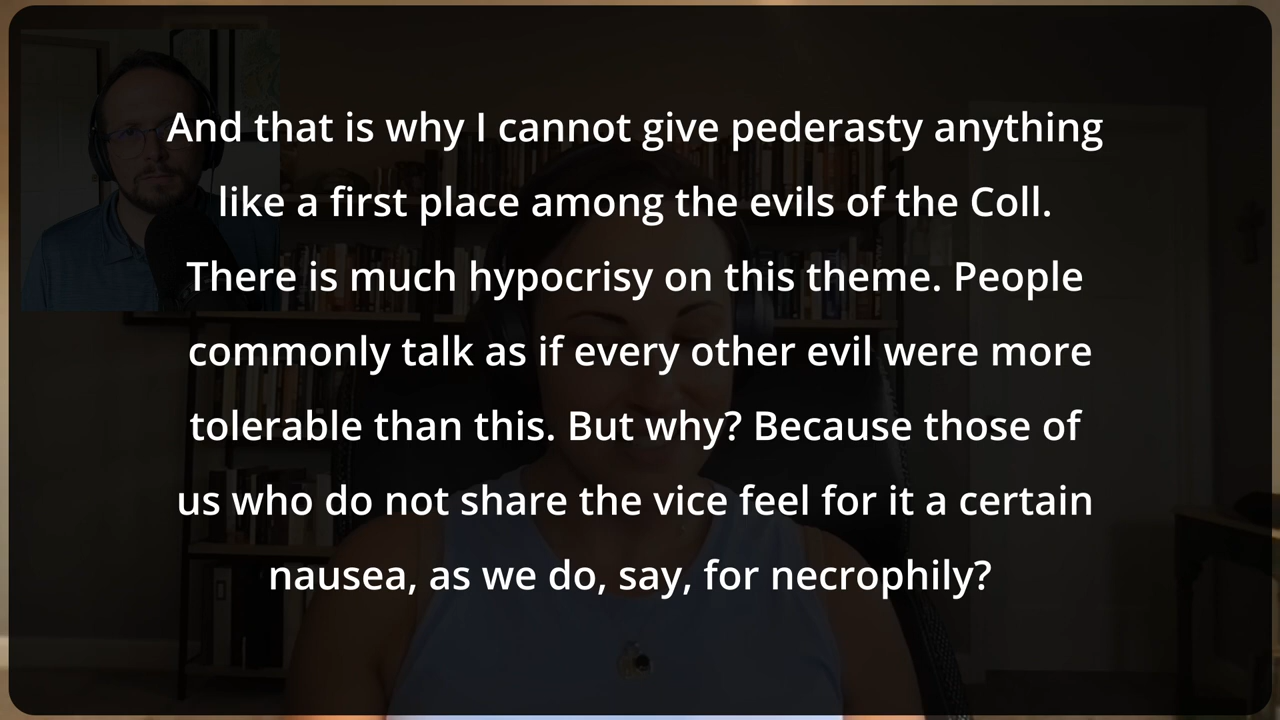 And that is why I cannot give pederasty anything
like a first place among the evils of the Coll.
There is much hypocrisy on this theme. People
commonly talk as if every other evil were more
tolerable than this. But why? Because those of
us who do not share the vice feel for it a certain
nausea, as we do, say, for necrophily?